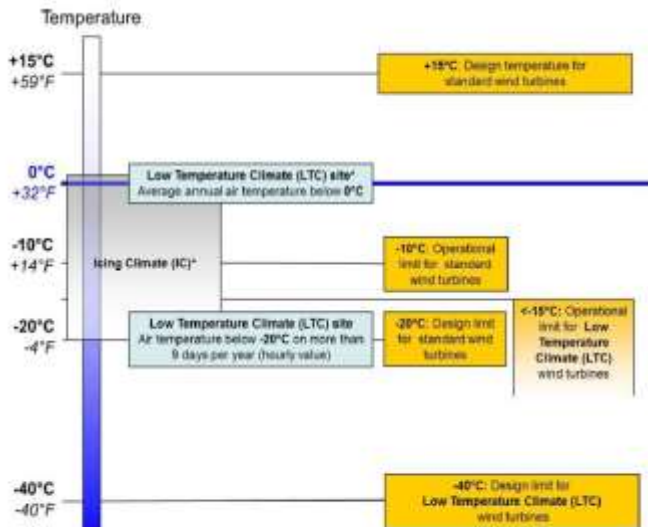 Temperature
+15°C
+59°F
+15°C: Design temperature for
standard wind turbines
0°C
+32°F
Low Temperature Climate (LTC) site*
Average annual air temperature below 0°C
-10°C
+14°F
Icing Climate (IC)*
-10°C: Operational
limit for standard
wind turbines
-20°C
-4°F
Low Temperature Climate (LTC) site
Air temperature below -20°C on more than
9 days per year (hourly value)
-20°C: Design limit
for standard wind
turbines
<-15°C: Operational
limit for Low
Temperature
Climate (LTC)
wind turbines
-40°C
-40°F
-40°C: Design limit for
Low Temperature Climate (LTC)
wind turbines